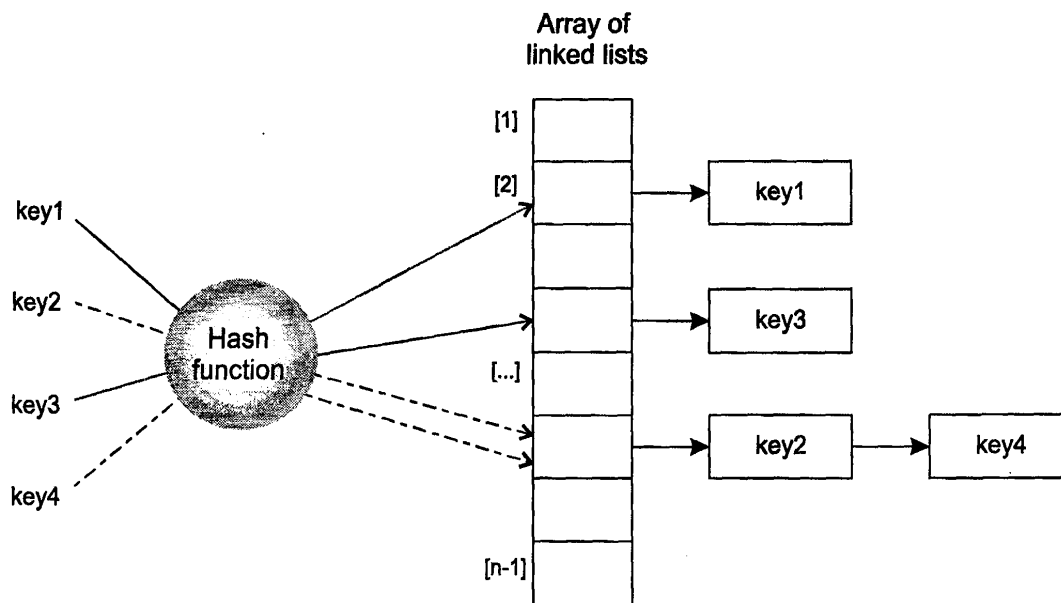 Array of
linked lists
[1]
[2]
key1
key1
key2
Hash
function
key3
key3
[...]
key2
key4
key4
[n-1]